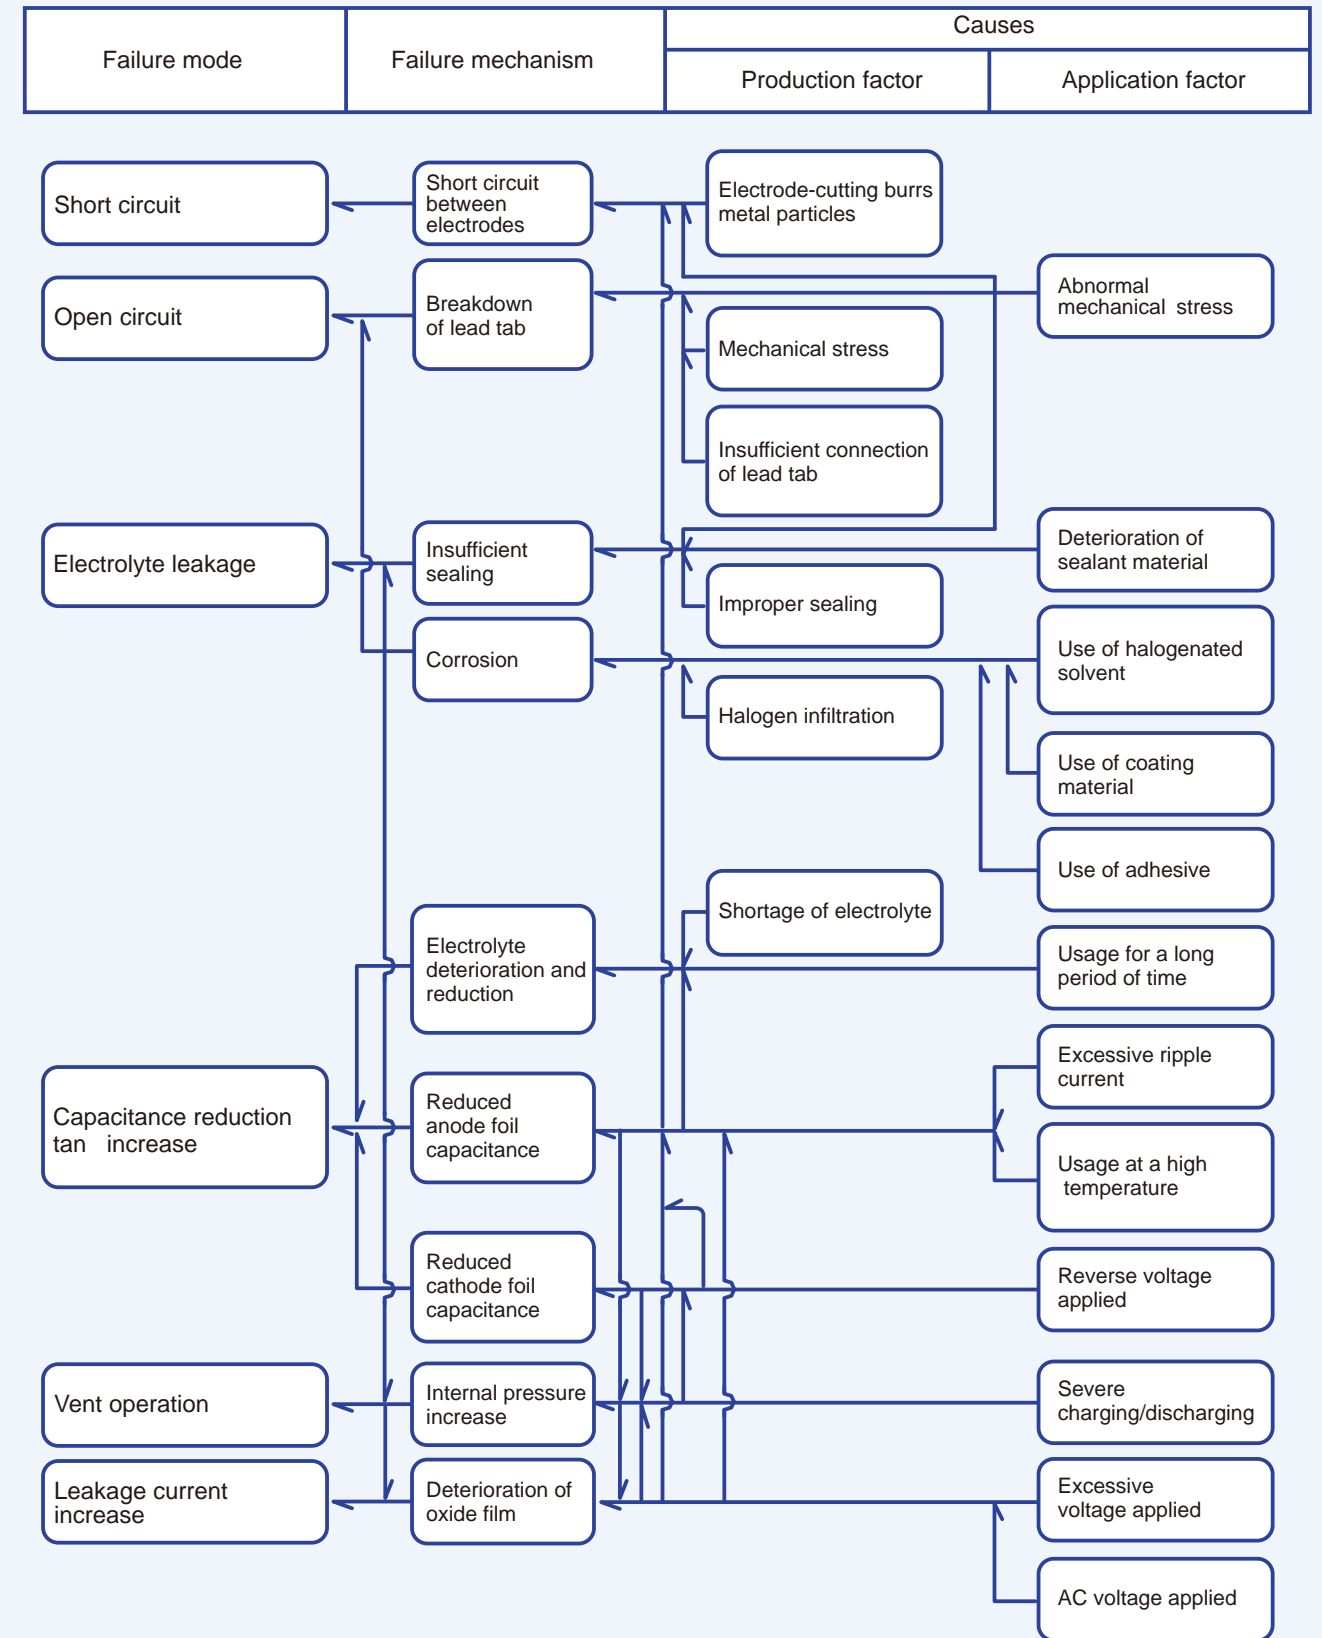 Failure mode
Failure mechanism
Causes
Production factor
Application factor
Short circuit
Short circuit
between
electrodes
Electrode-cutting burrs
metal particles
Open circuit
Breakdown
of lead tab
Abnormal
mechanical stress
Mechanical stress
Insufficient connection
of lead tab
Electrolyte leakage
Insufficient
sealing
Deterioration of
sealant material
Improper sealing
Corrosion
Use of halogenated
solvent
Halogen infiltration
Use of coating
material
Use of adhesive
Shortage of electrolyte
Electrolyte
deterioration and
reduction
Usage for a long
period of time
Excessive ripple
current
Capacitance reduction
tan increase
Reduced
anode foil
capacitance
Usage at a high
temperature
Reduced
cathode foil
capacitance
Reverse voltage
applied
Vent operation
Internal pressure
increase
Severe
charging/discharging
Leakage current
increase
Deterioration of
oxide film
Excessive
voltage applied
AC voltage applied